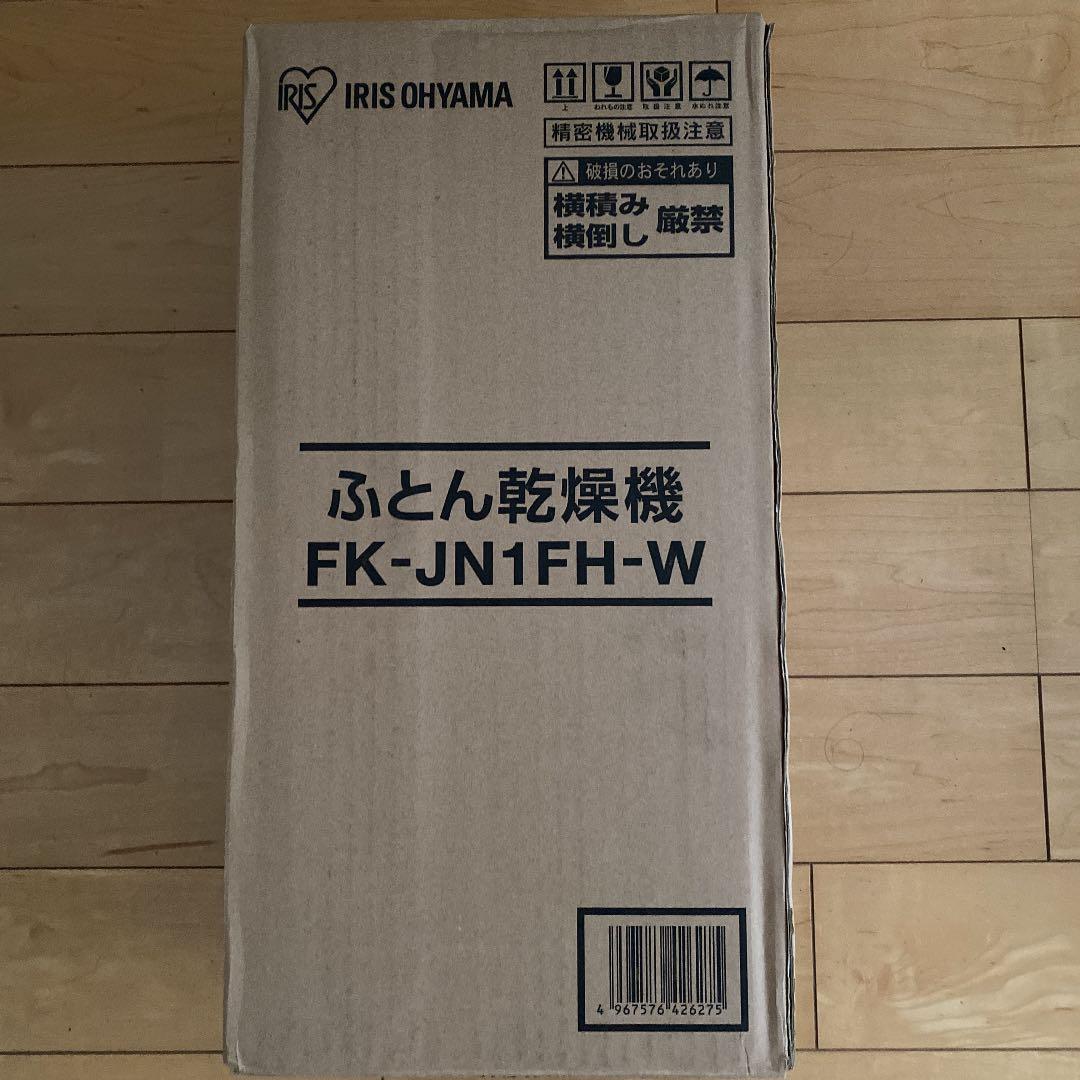 IRIS
IRIS OHYAMA
上
われもの注意
取扱注意
水ぬれ注意
精密機械取扱注意
破損のおそれあり
横積み
横倒し
厳禁
ふとん乾燥機
FK-JN1FH-W
4 967576 426275